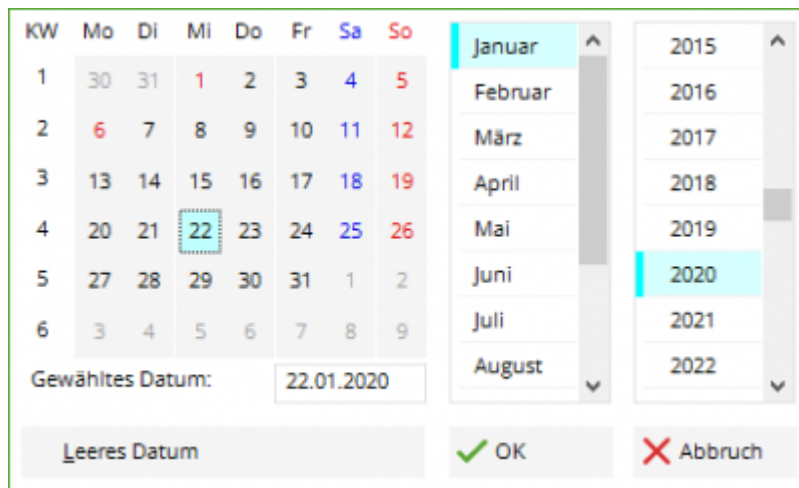 KW Mo Di Mi Do Fr Sa So
1 30 31 1 2 3 4 5
2 6 7 8 9 10 11 12
3 13 14 15 16 17 18 19
4 20 21 22 23 24 25 26
5 27 28 29 30 31 1 2
6 3 4 5 6 7 8 9
Gewähltes Datum: 22.01.2020
Leeres Datum
Januar
Februar
März
April
Mai
Juni
Juli
August
2015
2016
2017
2018
2019
2020
2021
2022
OK
Abbruch